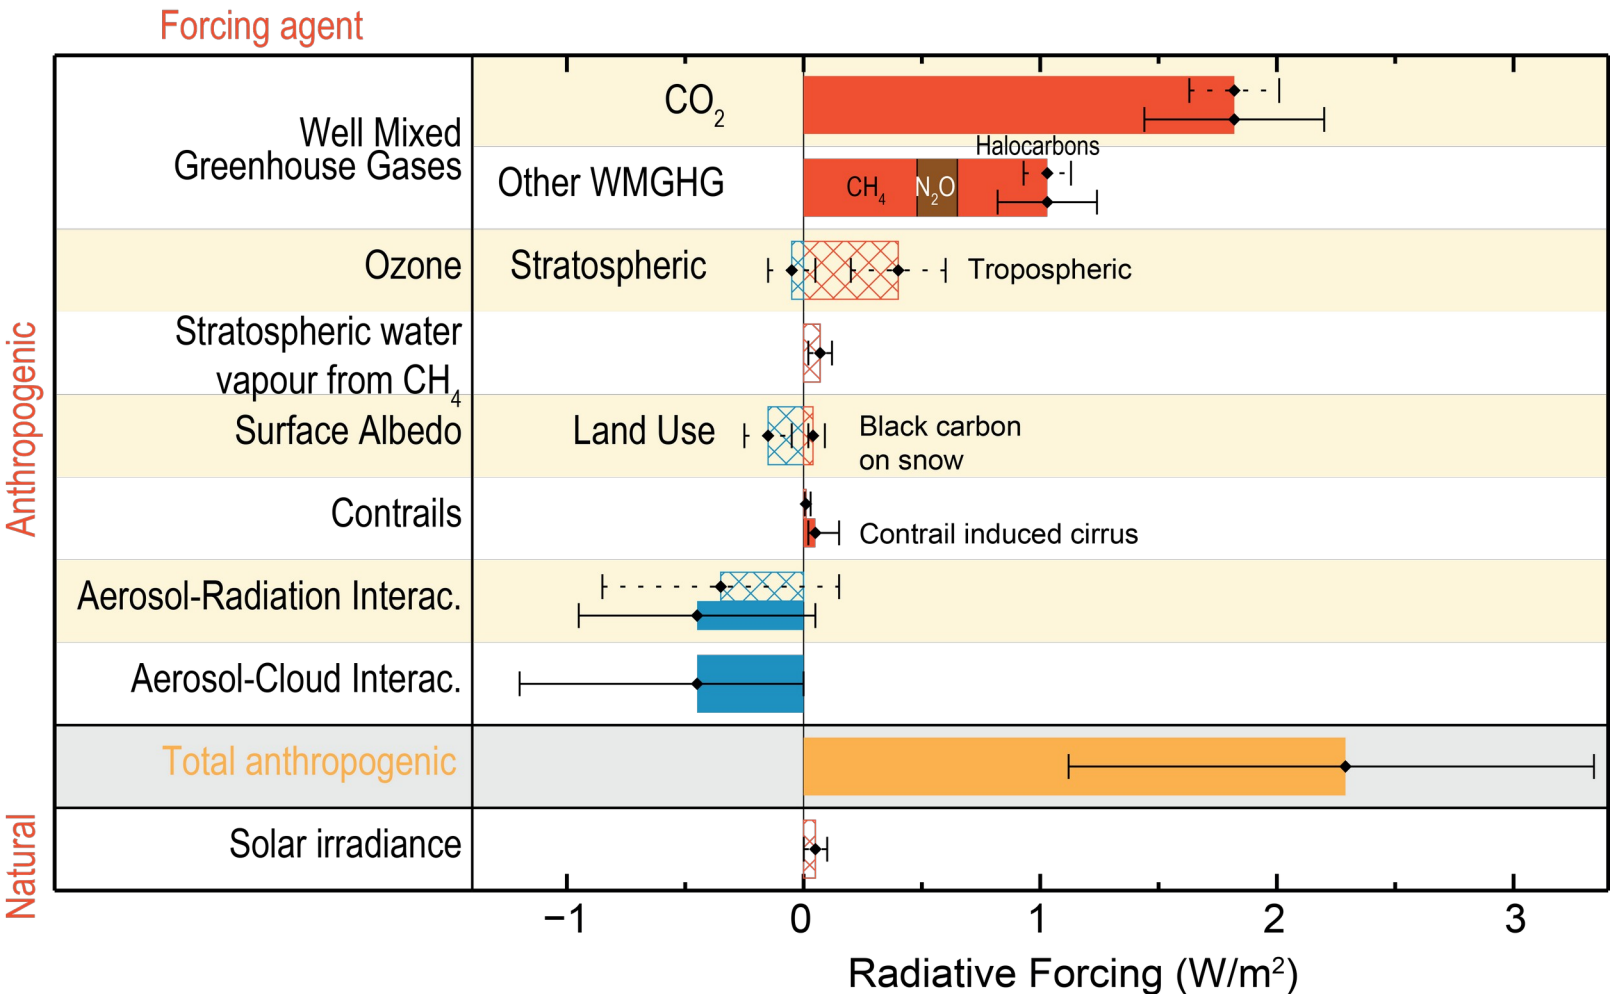 Forcing agent
CO2
Well Mixed
Greenhouse Gases
Halocarbons
Other WMGHG
CH4
N2O
Ozone
Stratospheric
Tropospheric
Stratospheric water
vapour from CH4
Surface Albedo
Land Use
Black carbon
on snow
Contrails
Contrail induced cirrus
Aerosol-Radiation Interac.
Aerosol-Cloud Interac.
Anthropogenic
Total anthropogenic
Natural
Solar irradiance
−1 0 1 2 3
Radiative Forcing (W/m²)